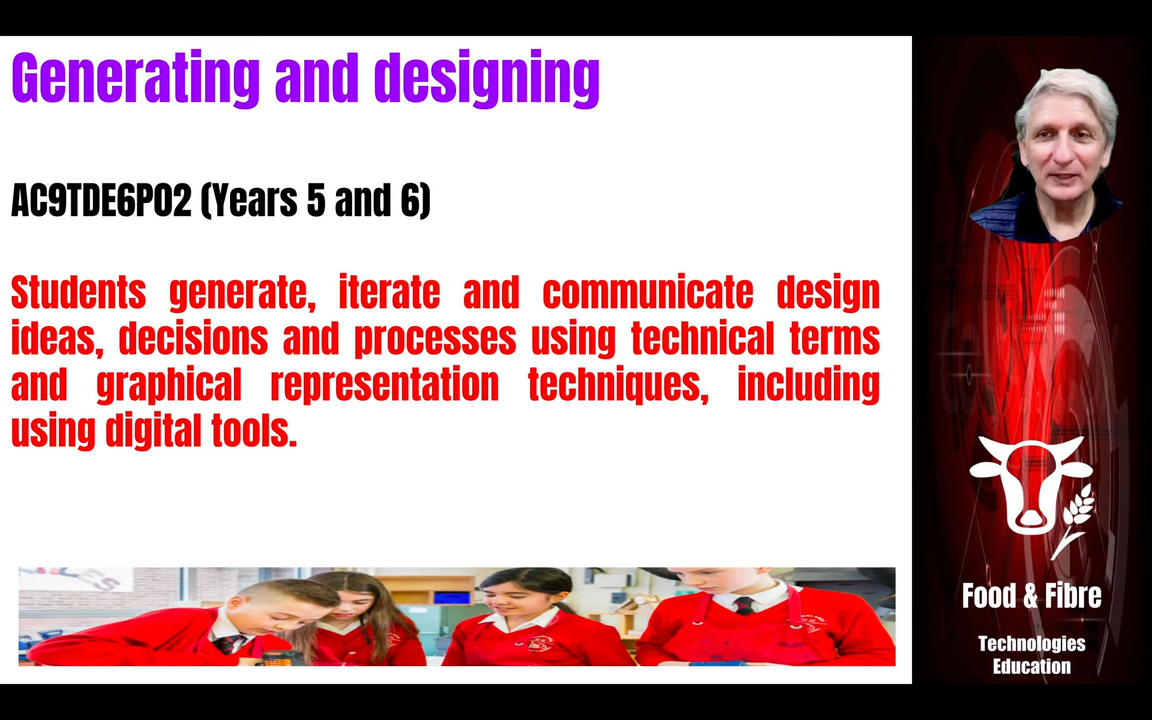 Generating and designing
AC9TDE6P02 (Years 5 and 6)
Students generate, iterate and communicate design
ideas, decisions and processes using technical terms
and graphical representation techniques, including
using digital tools.
Food & Fibre
Technologies
Education